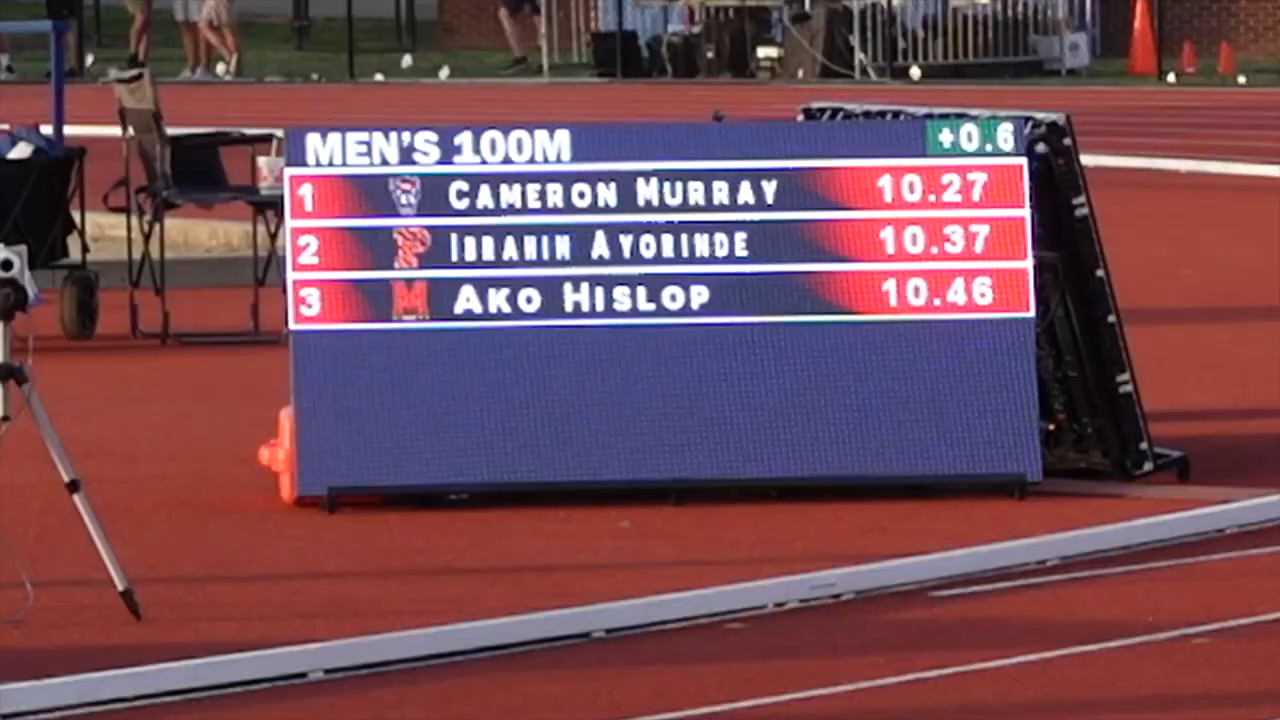 MEN'S 100M +0.6
1 CAMERON MURRAY 10.27
2 P IBRAHIM AYORINDE 10.37
3 M AKO HISLOP 10.46